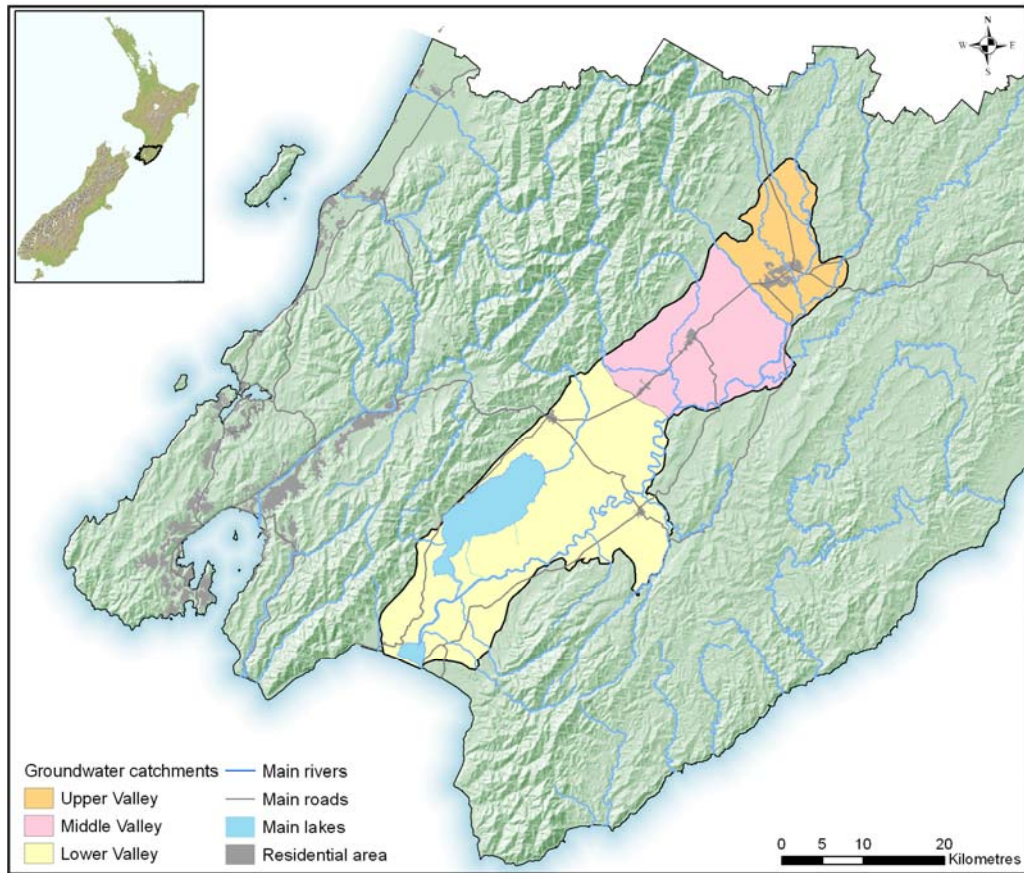 N
W E
S
Groundwater catchments
Upper Valley
Middle Valley
Lower Valley
Main rivers
Main roads
Main lakes
Residential area
0 5 10 20
Kilometres